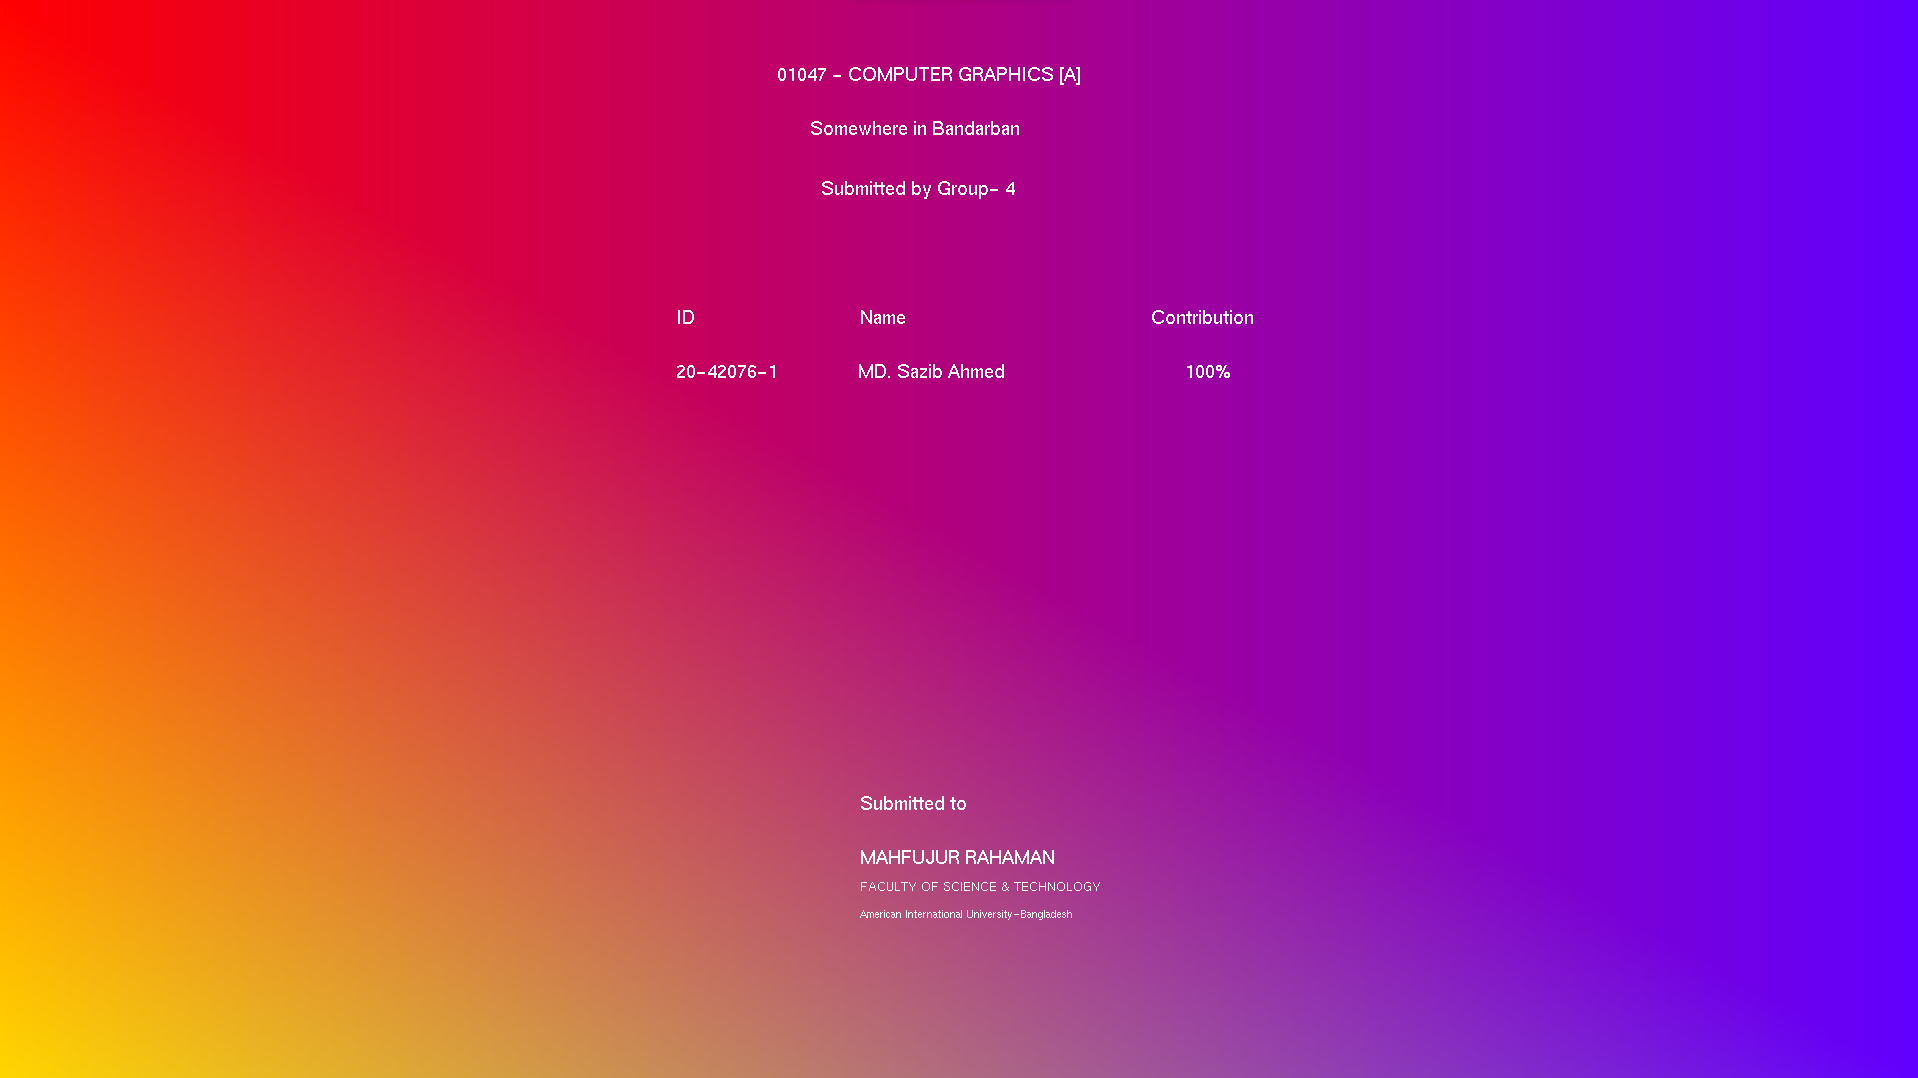 01047 - COMPUTER GRAPHICS [A]
Somewhere in Bandarban
Submitted by Group- 4
ID Name Contribution
20-42076-1 MD. Sazib Ahmed 100%
Submitted to
MAHFUJUR RAHAMAN
FACULTY OF SCIENCE & TECHNOLOGY
American International University-Bangladesh